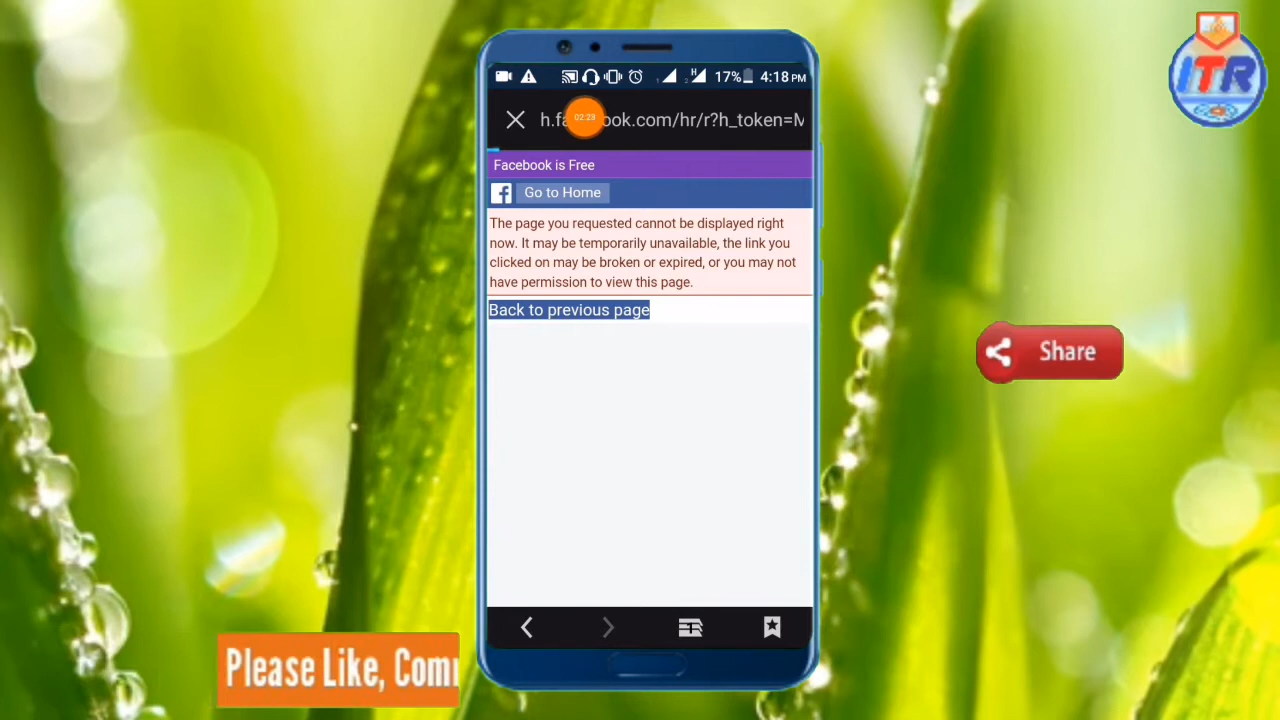 ITR
H
17%
4:18 PM
02:23
ook.com/hr/r?h_token=M
Facebook is Free
Go to Home
The page you requested cannot be displayed right
now. It may be temporarily unavailable, the link you
clicked on may be broken or expired, or you may not
have permission to view this page.
Back to previous page
Share
Please Like,